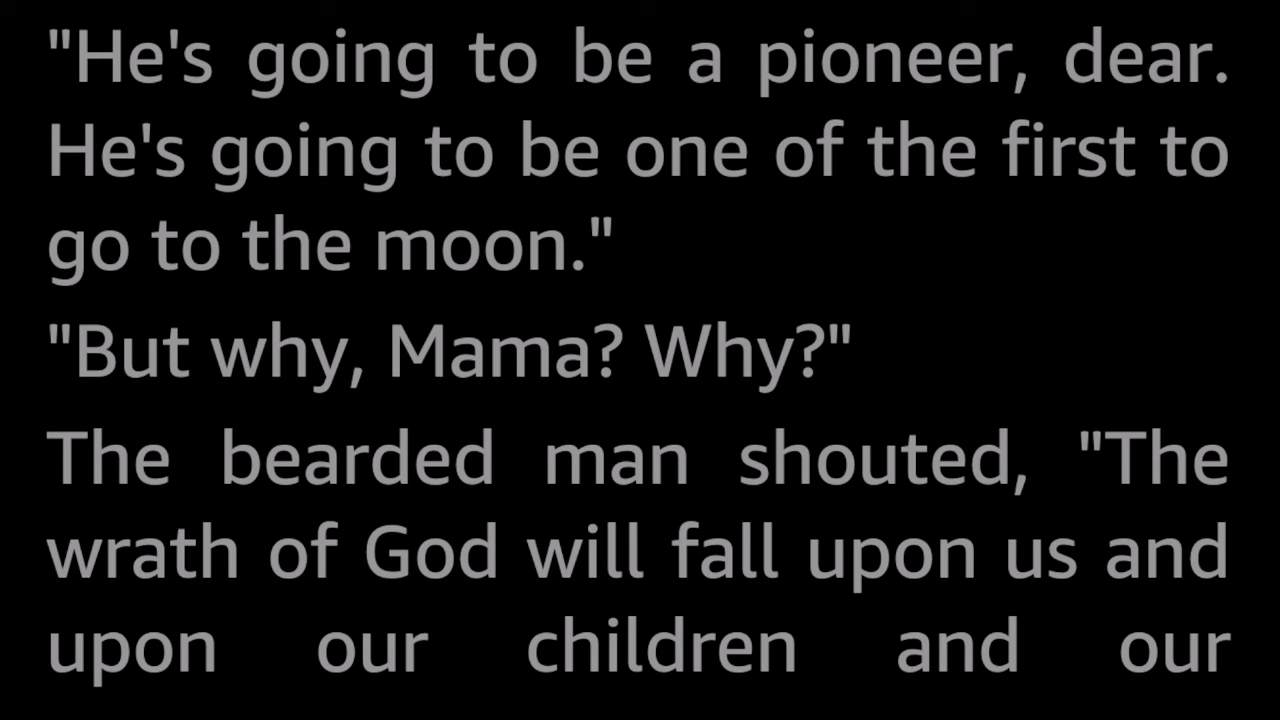 "He's going to be a pioneer, dear.
He's going to be one of the first to
go to the moon."
"But why, Mama? Why?"
The bearded man shouted, "The
wrath of God will fall upon us and
upon our children and our